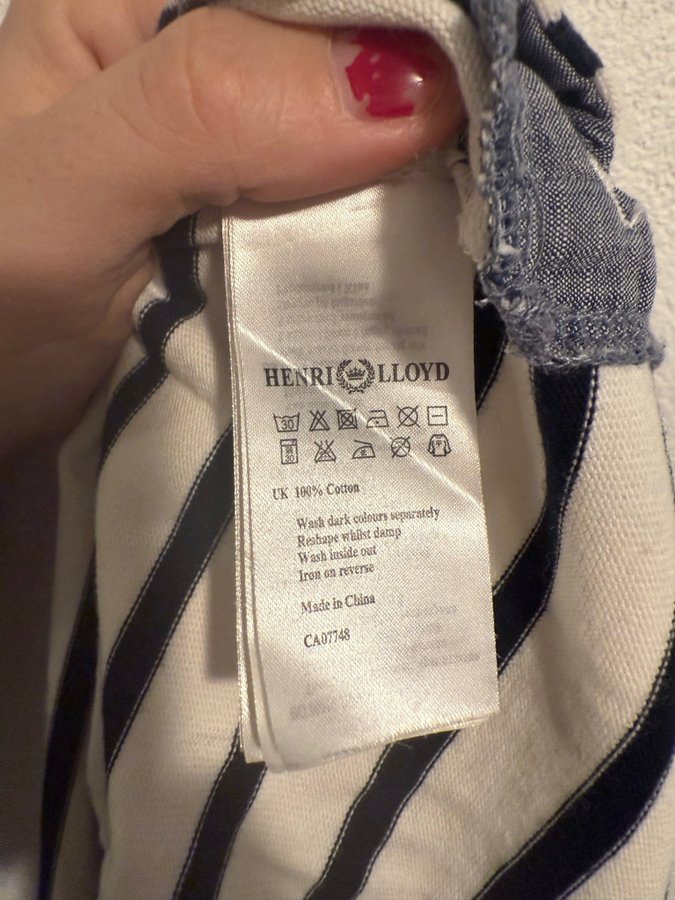 HENRI LLOYD
30
30
UK 100% Cotton
Wash dark colours separately
Reshape whilst damp
Wash inside out
Iron on reverse
Made in China
CA07748